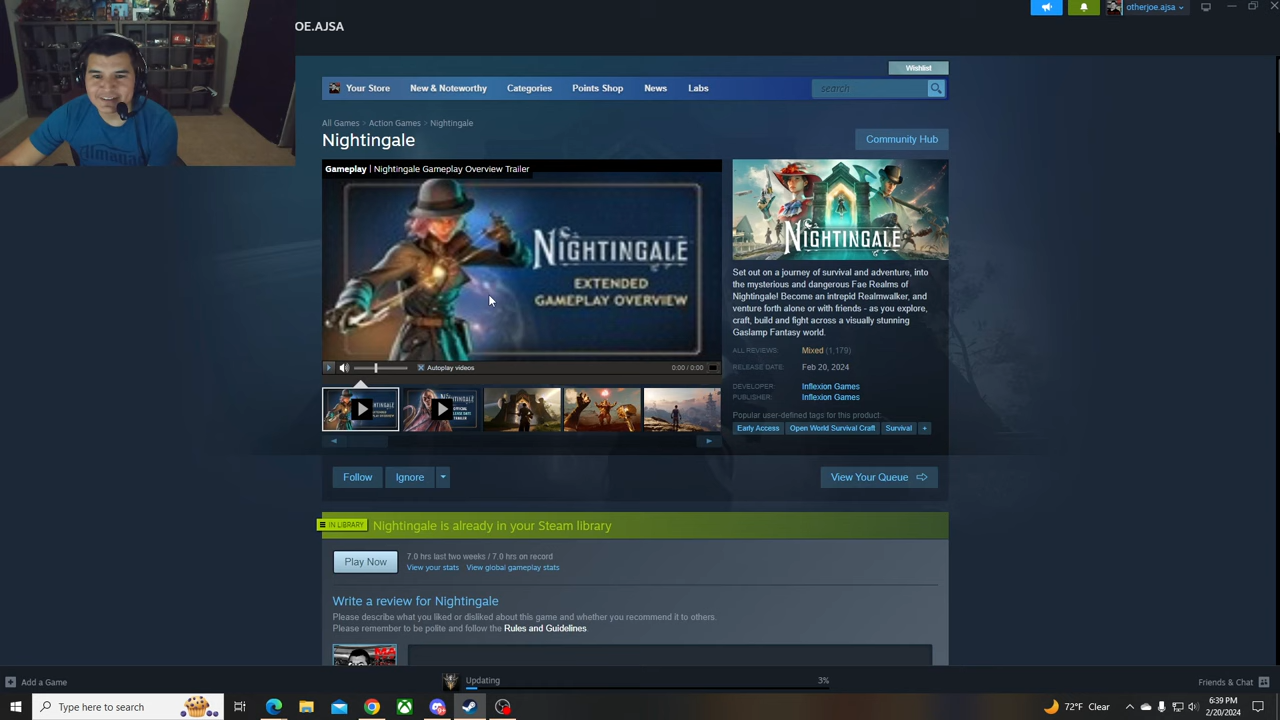 OE.AJSA
otherjoe.ajsa
Wishlist
Your Store
New & Noteworthy
Categories
Points Shop
News
Labs
search
All Games > Action Games > Nightingale
Nightingale
Community Hub
Gameplay | Nightingale Gameplay Overview Trailer
NIGHTINGALE
EXTENDED
GAMEPLAY OVERVIEW
Autoplay videos
0:00 / 0:00
NIGHTINGALE
Set out on a journey of survival and adventure, into
the mysterious and dangerous Fae Realms of
Nightingale! Become an intrepid Realmwalker, and
venture forth alone or with friends - as you explore,
craft, build and fight across a visually stunning
Gaslamp Fantasy world.
ALL REVIEWS: Mixed (1,179)
RELEASE DATE: Feb 20, 2024
DEVELOPER: Inflexion Games
PUBLISHER: Inflexion Games
Popular user-defined tags for this product:
Early Access
Open World Survival Craft
Survival
+
Follow
Ignore
View Your Queue
IN LIBRARY
Nightingale is already in your Steam library
Play Now
7.0 hrs last two weeks / 7.0 hrs on record
View your stats
View global gameplay stats
Write a review for Nightingale
Please describe what you liked or disliked about this game and whether you recommend it to others.
Please remember to be polite and follow the Rules and Guidelines.
Add a Game
Updating
3%
Friends & Chat
Type here to search
72°F Clear
6:39 PM
2/20/2024